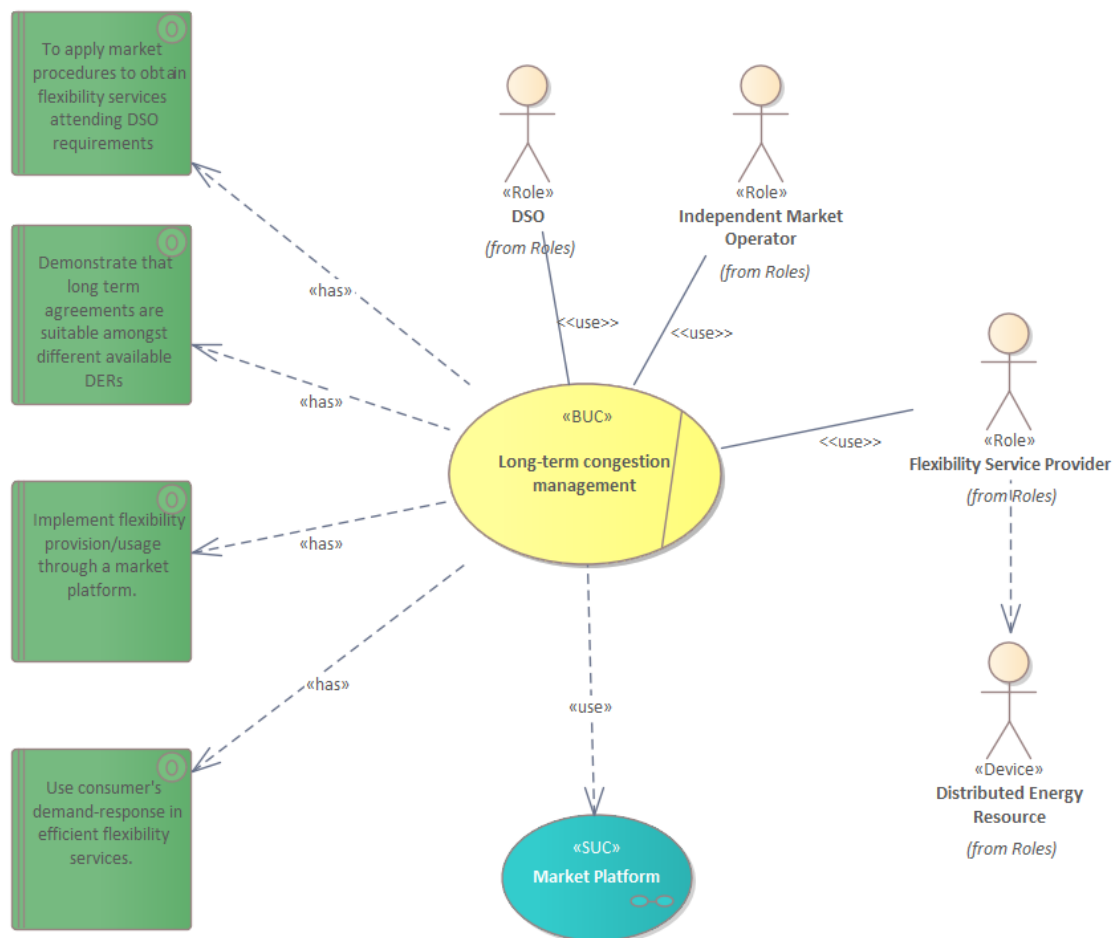 To apply market
procedures to obtain
flexibility services
attending DSO
requirements
Demonstrate that
long term
agreements are
suitable amongst
different available
DERs
Implement flexibility
provision/usage
through a market
platform.
Use consumer's
demand-response in
efficient flexibility
services.
«has»
«has»
«has»
«has»
«Role»
DSO
(from Roles)
«Role»
Independent Market
Operator
(from Roles)
<<use>>
<<use>>
<<use>>
«BUC»
Long-term congestion
management
«Role»
Flexibility Service Provider
(from Roles)
«use»
«SUC»
Market Platform
«Device»
Distributed Energy
Resource
(from Roles)